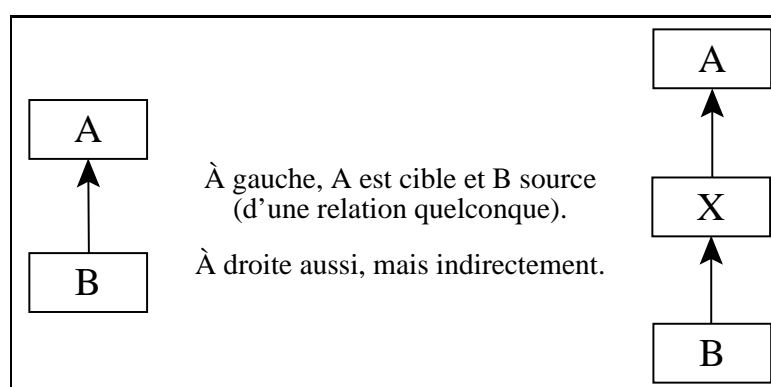 A
B
À gauche, A est cible et B source
(d'une relation quelconque).
À droite aussi, mais indirectement.
A
X
B